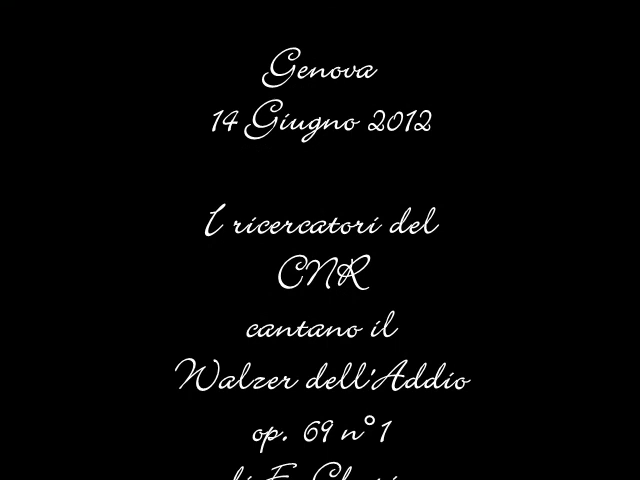 Genova
14 Giugno 2012
I ricercatori del
CNR
cantano il
Walzer dell'Addio
op. 69 n°1